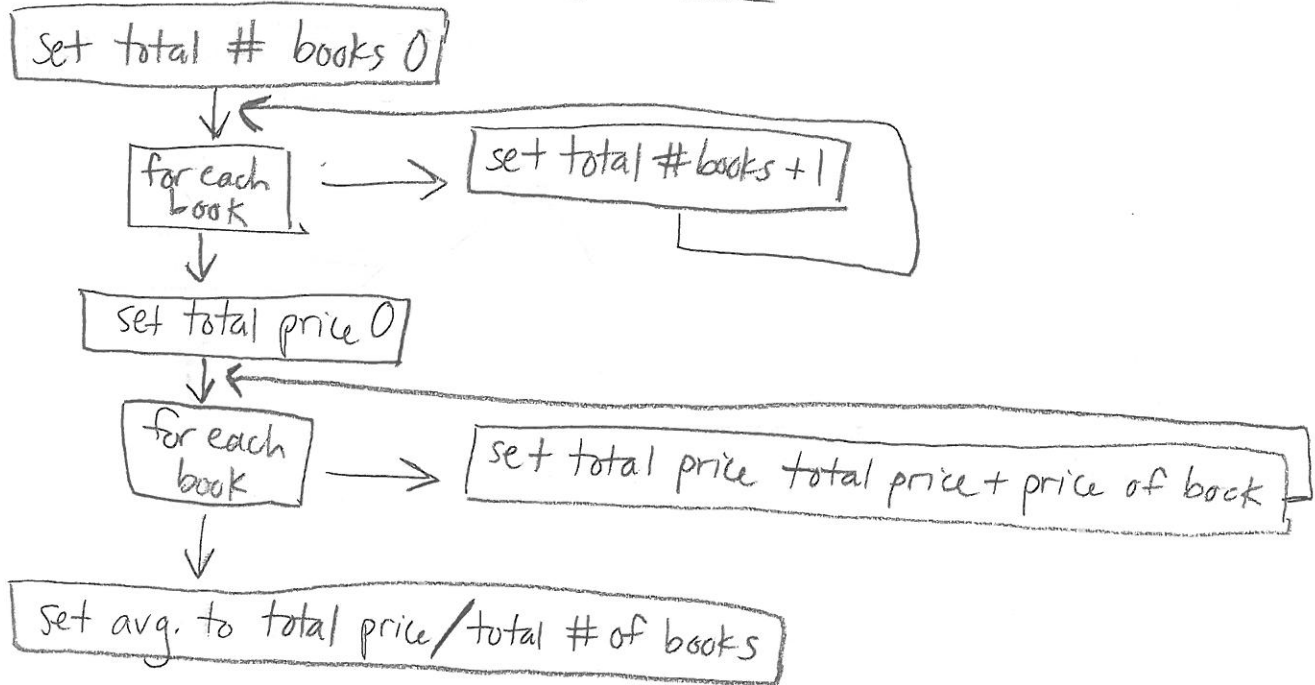 set total # books 0
for each
book
set total # books + 1
set total price 0
for each
book
set total price total price + price of book
set avg. to total price/total # of books